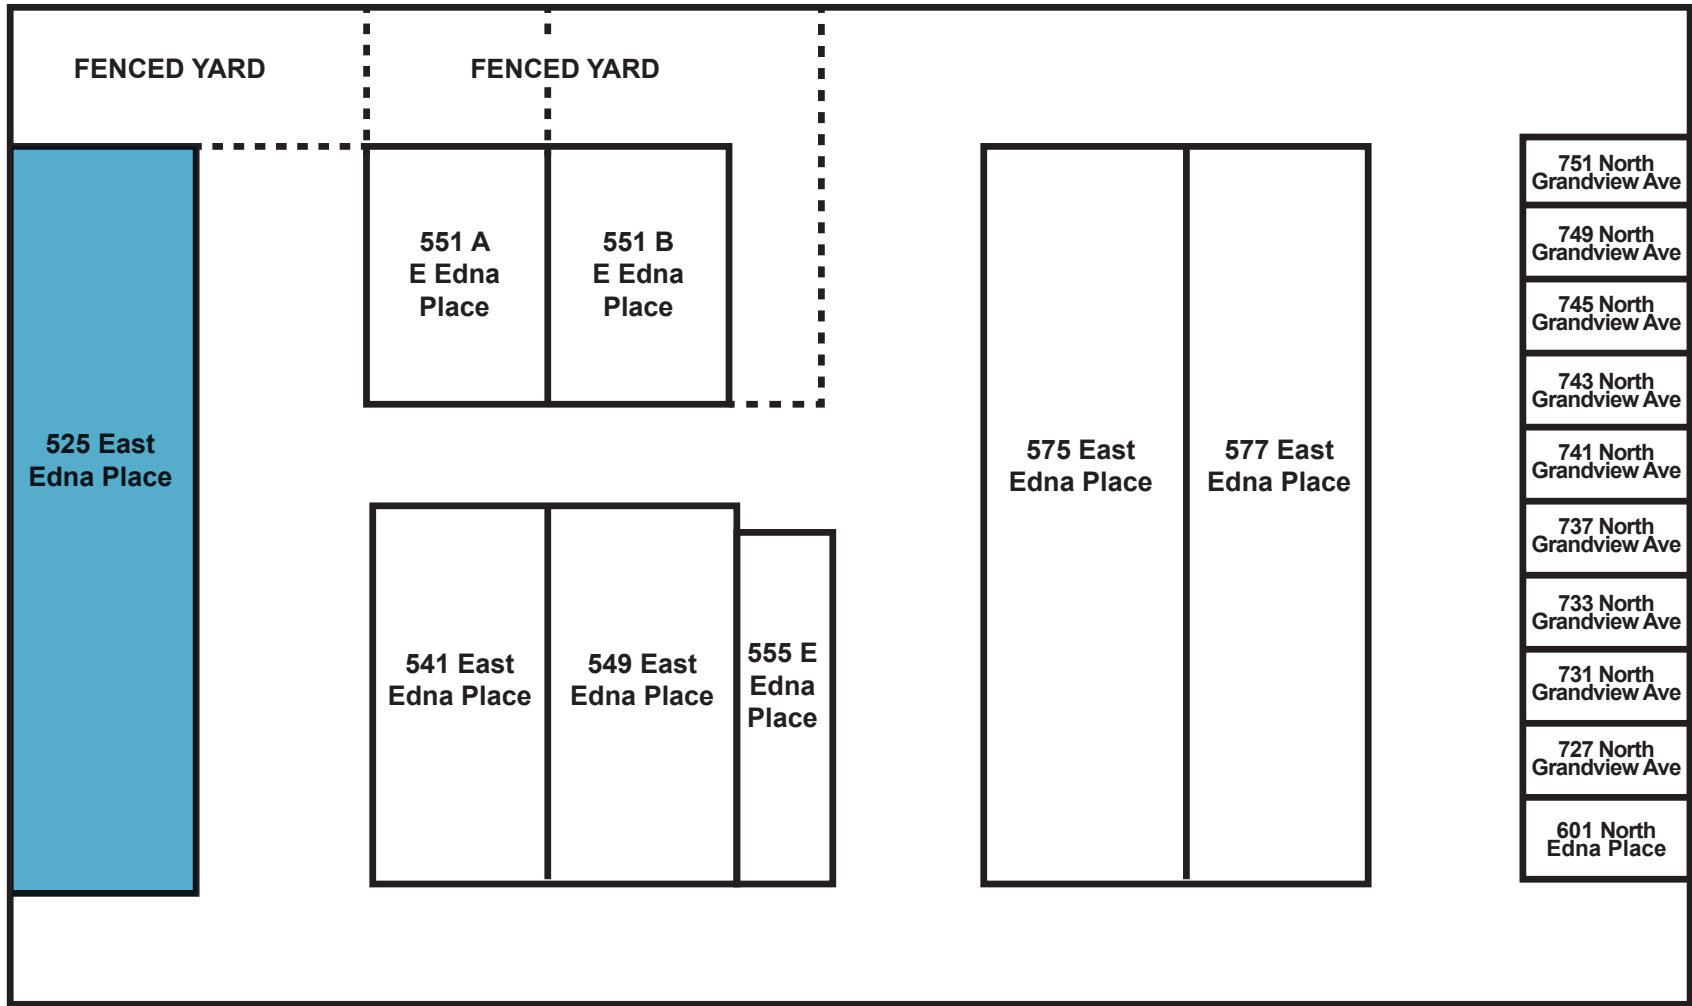 FENCED YARD
FENCED YARD
551 A
E Edna
Place
551 B
E Edna
Place
525 East
Edna Place
541 East
Edna Place
549 East
Edna Place
555 E
Edna
Place
575 East
Edna Place
577 East
Edna Place
751 North
Grandview Ave
749 North
Grandview Ave
745 North
Grandview Ave
743 North
Grandview Ave
741 North
Grandview Ave
737 North
Grandview Ave
733 North
Grandview Ave
731 North
Grandview Ave
727 North
Grandview Ave
601 North
Edna Place